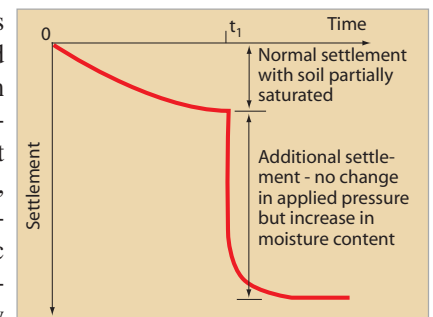 0
t1
Time
Normal settlement
with soil partially
saturated
Settlement
Additional settle-
ment - no change
in applied pressure
but increase in
moisture content